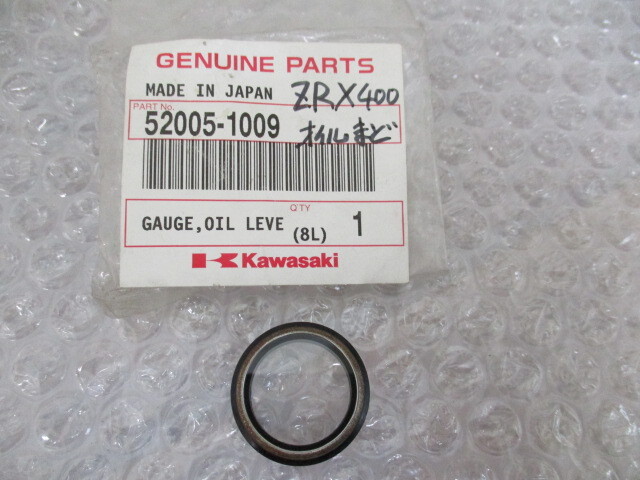 GENUINE PARTS
MADE IN JAPAN
ZRX400
PART No.
52005-1009
オイルまど
GAUGE,OIL LEVE
Q'TY
(8L)
1
Kawasaki